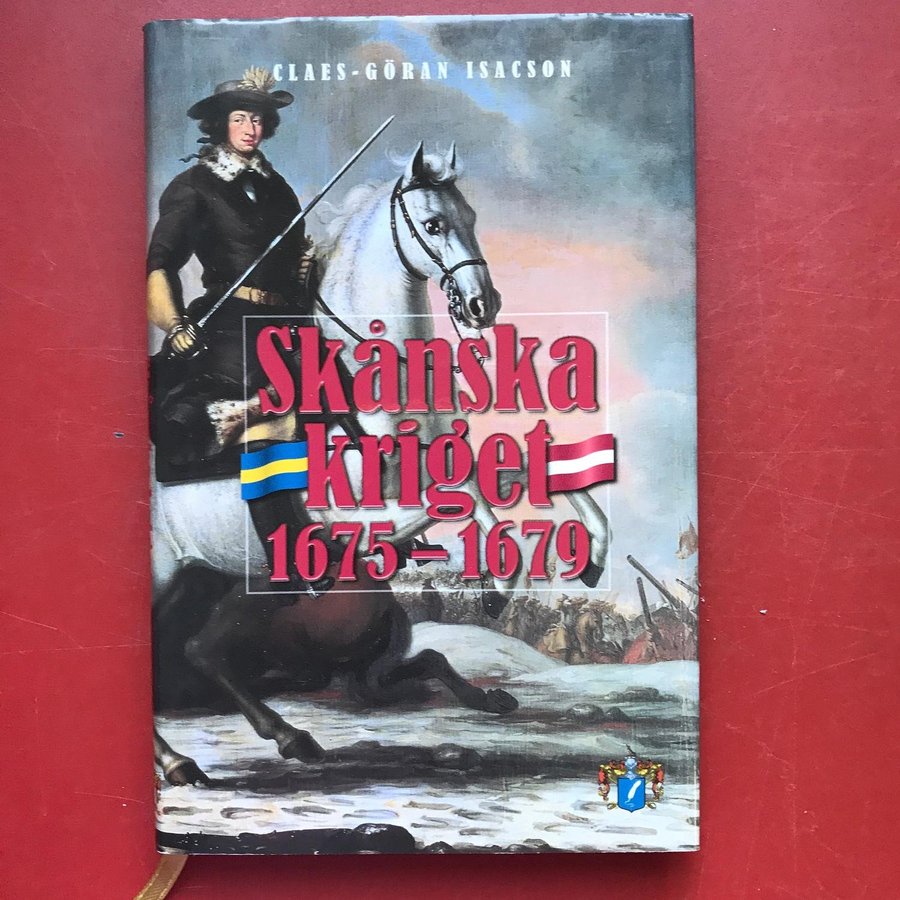 CLAES-GÖRAN ISACSON
Skånska
kriget
1675–1679